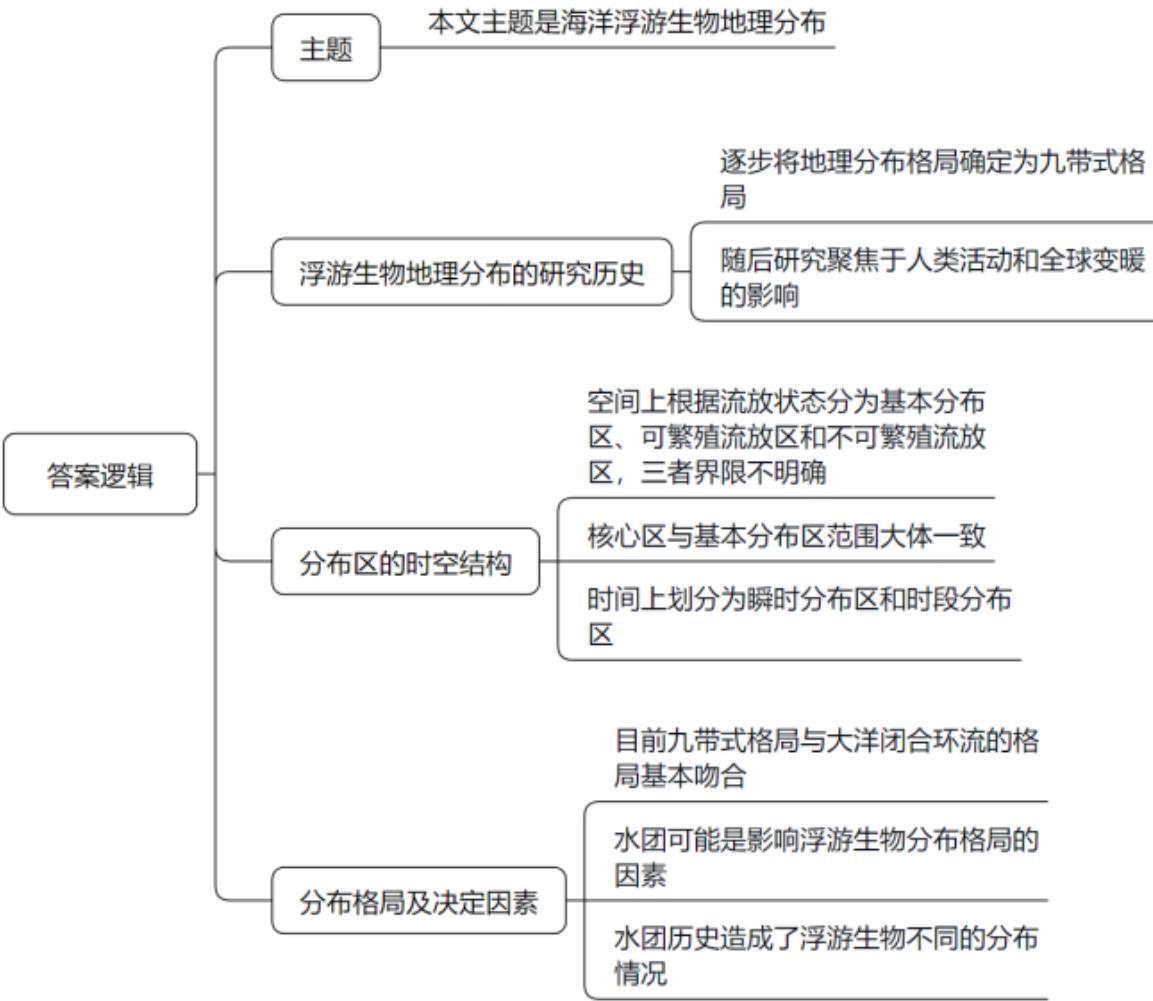 主题
本文主题是海洋浮游生物地理分布
浮游生物地理分布的研究历史
逐步将地理分布格局确定为九带式格
局
随后研究聚焦于人类活动和全球变暖
的影响
答案逻辑
分布区的时空结构
空间上根据流放状态分为基本分布
区、可繁殖流放区和不可繁殖流放
区，三者界限不明确
核心区与基本分布区范围大体一致
时间上划分为瞬时分布区和时段分布
区
分布格局及决定因素
目前九带式格局与大洋闭合环流的格
局基本吻合
水团可能是影响浮游生物分布格局的
因素
水团历史造成了浮游生物不同的分布
情况